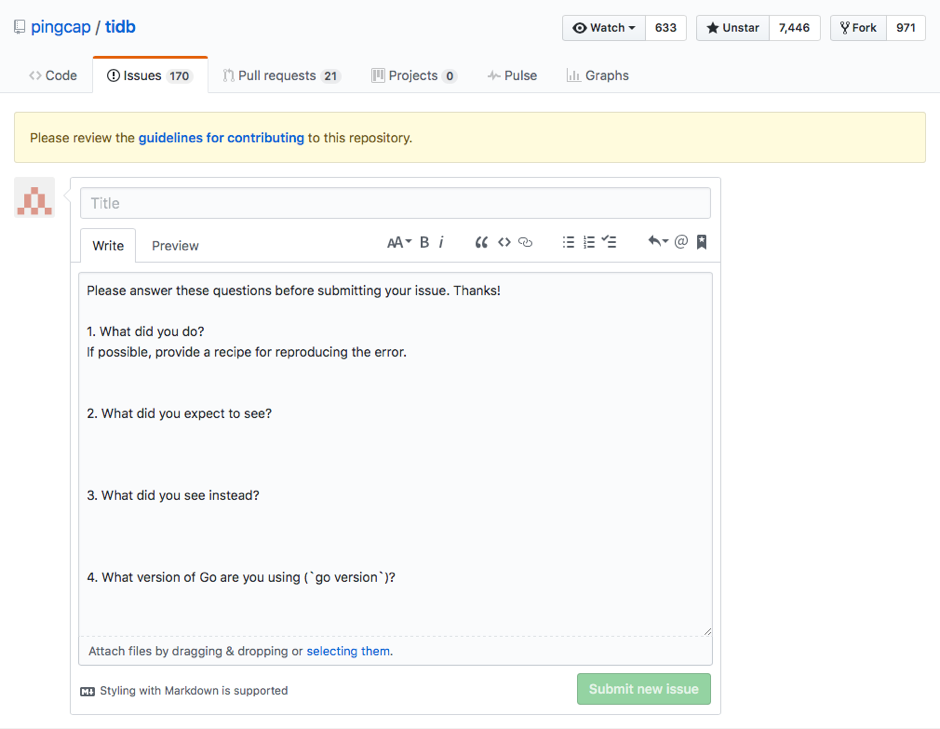 pingcap / tidb
Watch 633 Unstar 7,446 Fork 971
Code Issues 170 Pull requests 21 Projects 0 Pulse Graphs
Please review the guidelines for contributing to this repository.
Title
Write Preview AA B i
Please answer these questions before submitting your issue. Thanks!
1. What did you do?
If possible, provide a recipe for reproducing the error.
2. What did you expect to see?
3. What did you see instead?
4. What version of Go are you using (`go version`)?
Attach files by dragging & dropping or selecting them.
Styling with Markdown is supported
Submit new issue